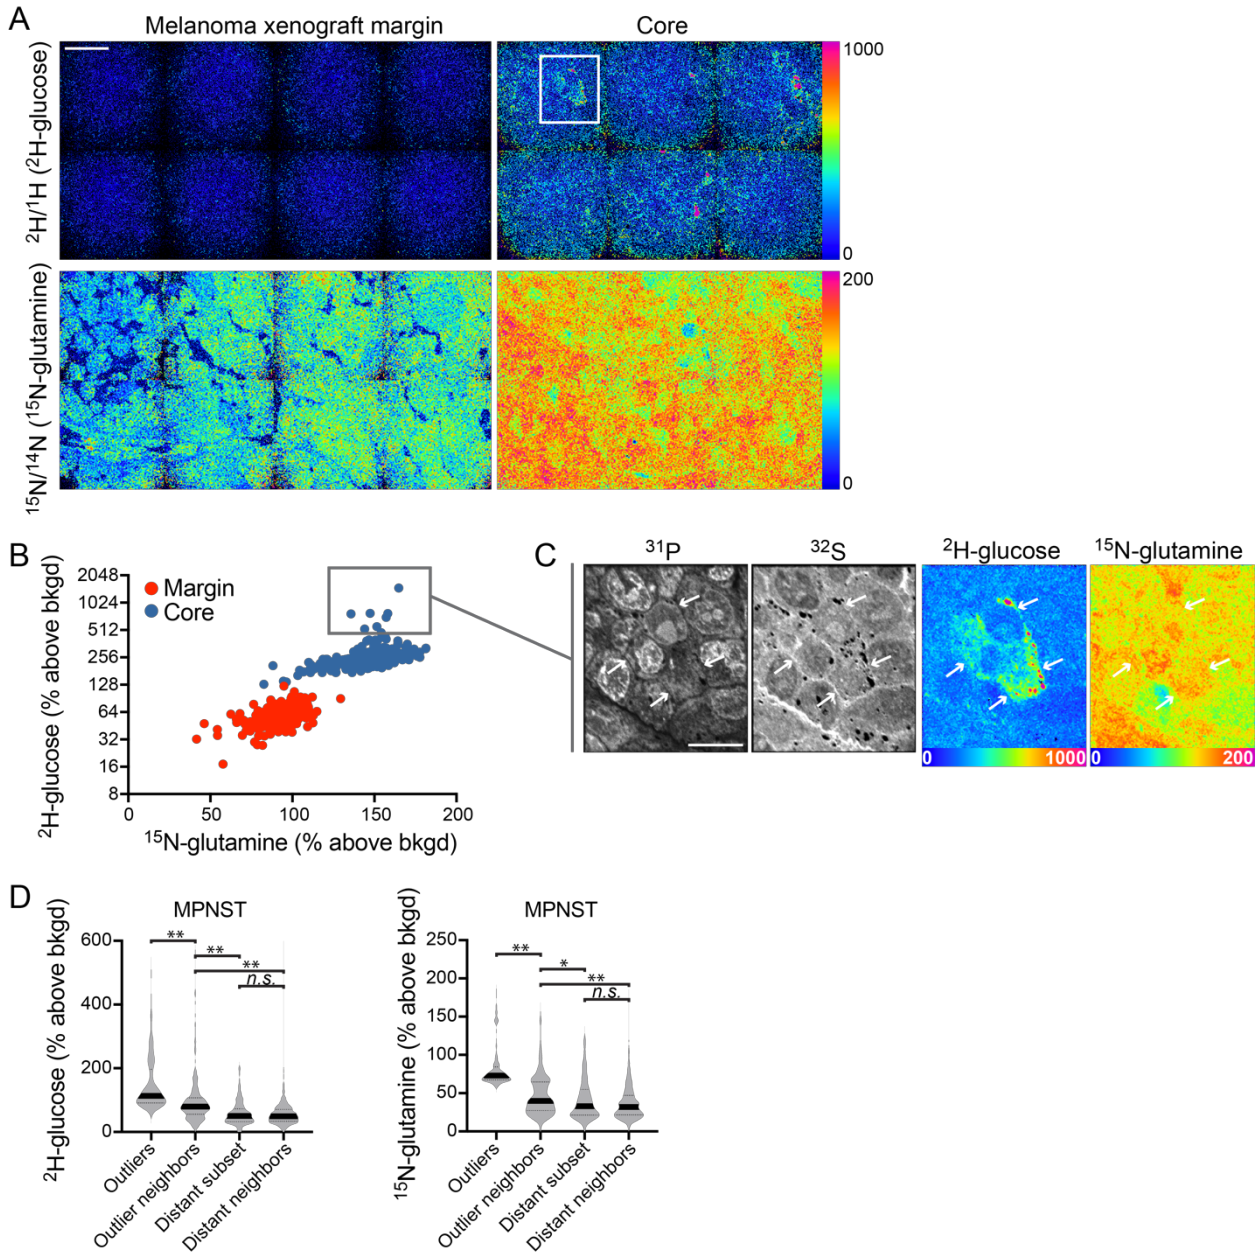 A
Melanoma xenograft margin
Core
²H/¹H (²H-glucose)
1000
0
¹⁵N/¹⁴N (¹⁵N-glutamine)
200
0
B
²H-glucose (% above bkgd)
2048
1024
512
256
128
64
32
16
8
Margin
Core
0
50
100
150
200
¹⁵N-glutamine (% above bkgd)
C
³¹P
³²S
²H-glucose
¹⁵N-glutamine
0
1000
0
200
D
MPNST
²H-glucose (% above bkgd)
600
400
200
0
**
**
**
n.s.
Outliers
Outlier neighbors
Distant subset
Distant neighbors
MPNST
¹⁵N-glutamine (% above bkgd)
250
200
150
100
50
0
**
*
**
n.s.
Outliers
Outlier neighbors
Distant subset
Distant neighbors